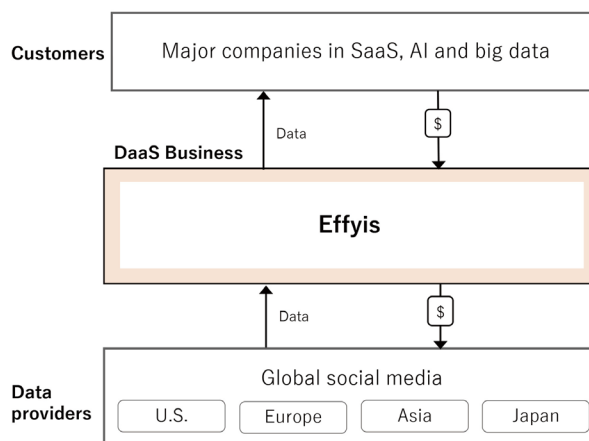 Customers
Major companies in SaaS, AI and big data
Data
$
DaaS Business
Effyis
Data
$
Data
providers
Global social media
U.S.
Europe
Asia
Japan